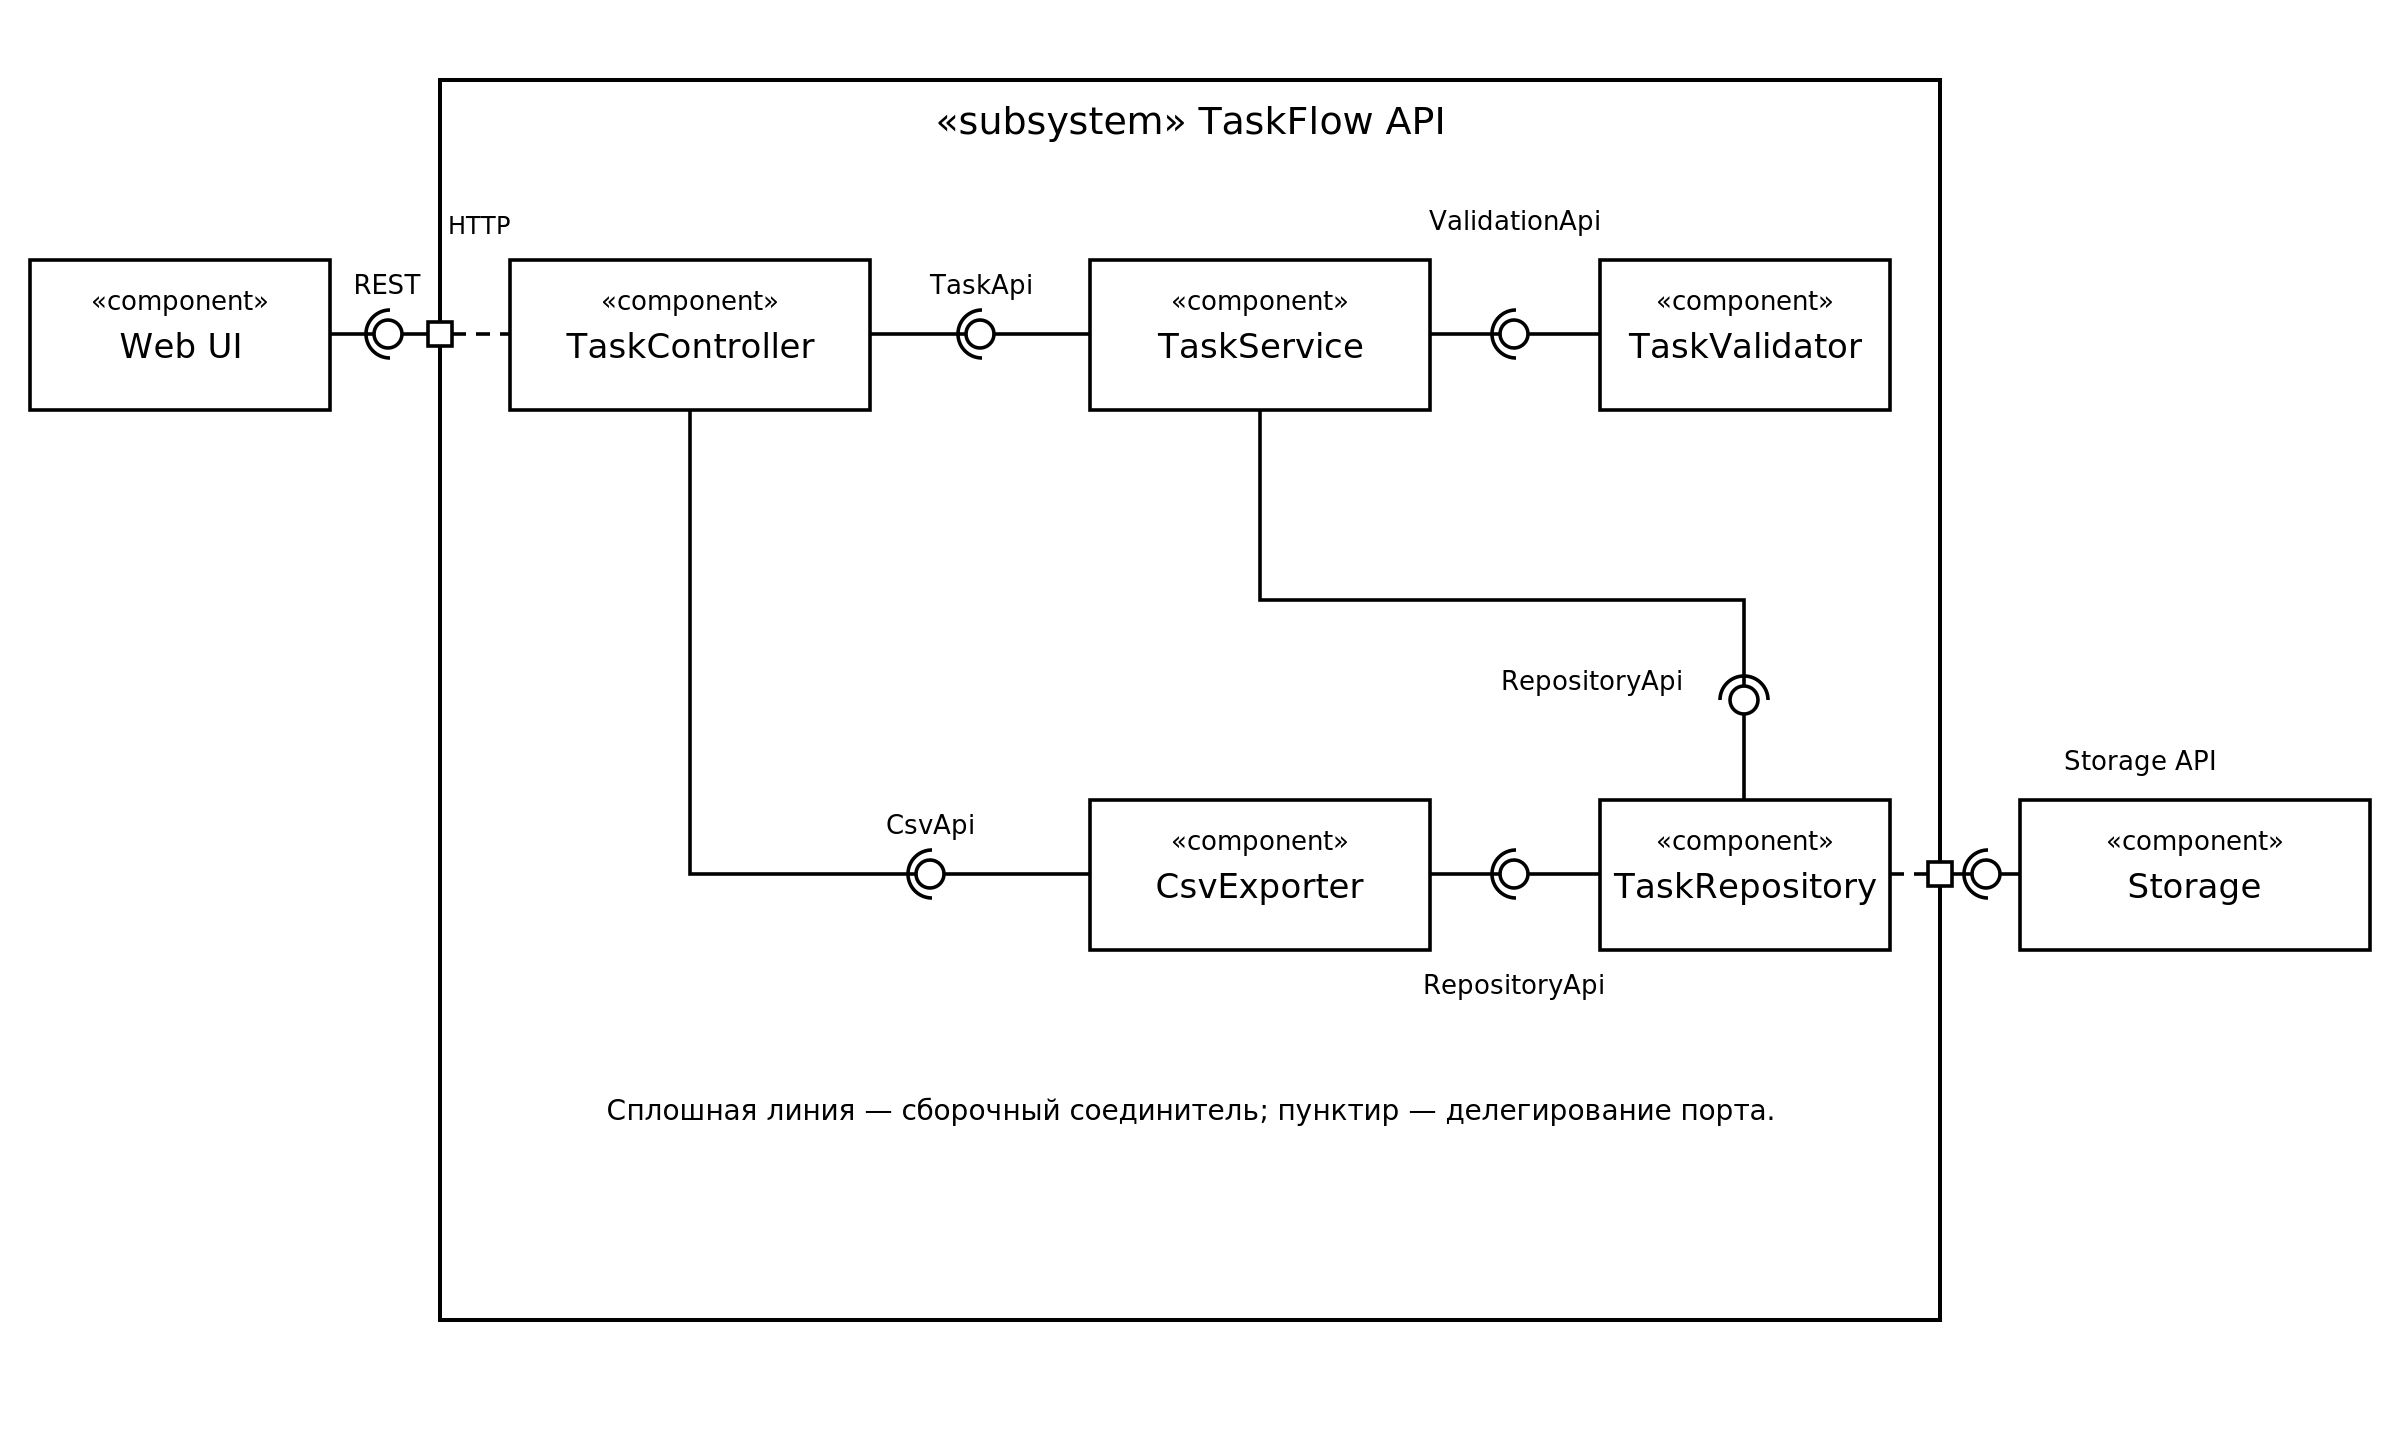 «subsystem» TaskFlow API
HTTP
ValidationApi
REST
TaskApi
«component»
Web UI
«component»
TaskController
«component»
TaskService
«component»
TaskValidator
RepositoryApi
Storage API
CsvApi
«component»
CsvExporter
«component»
TaskRepository
«component»
Storage
RepositoryApi
Сплошная линия — сборочный соединитель; пунктир — делегирование порта.